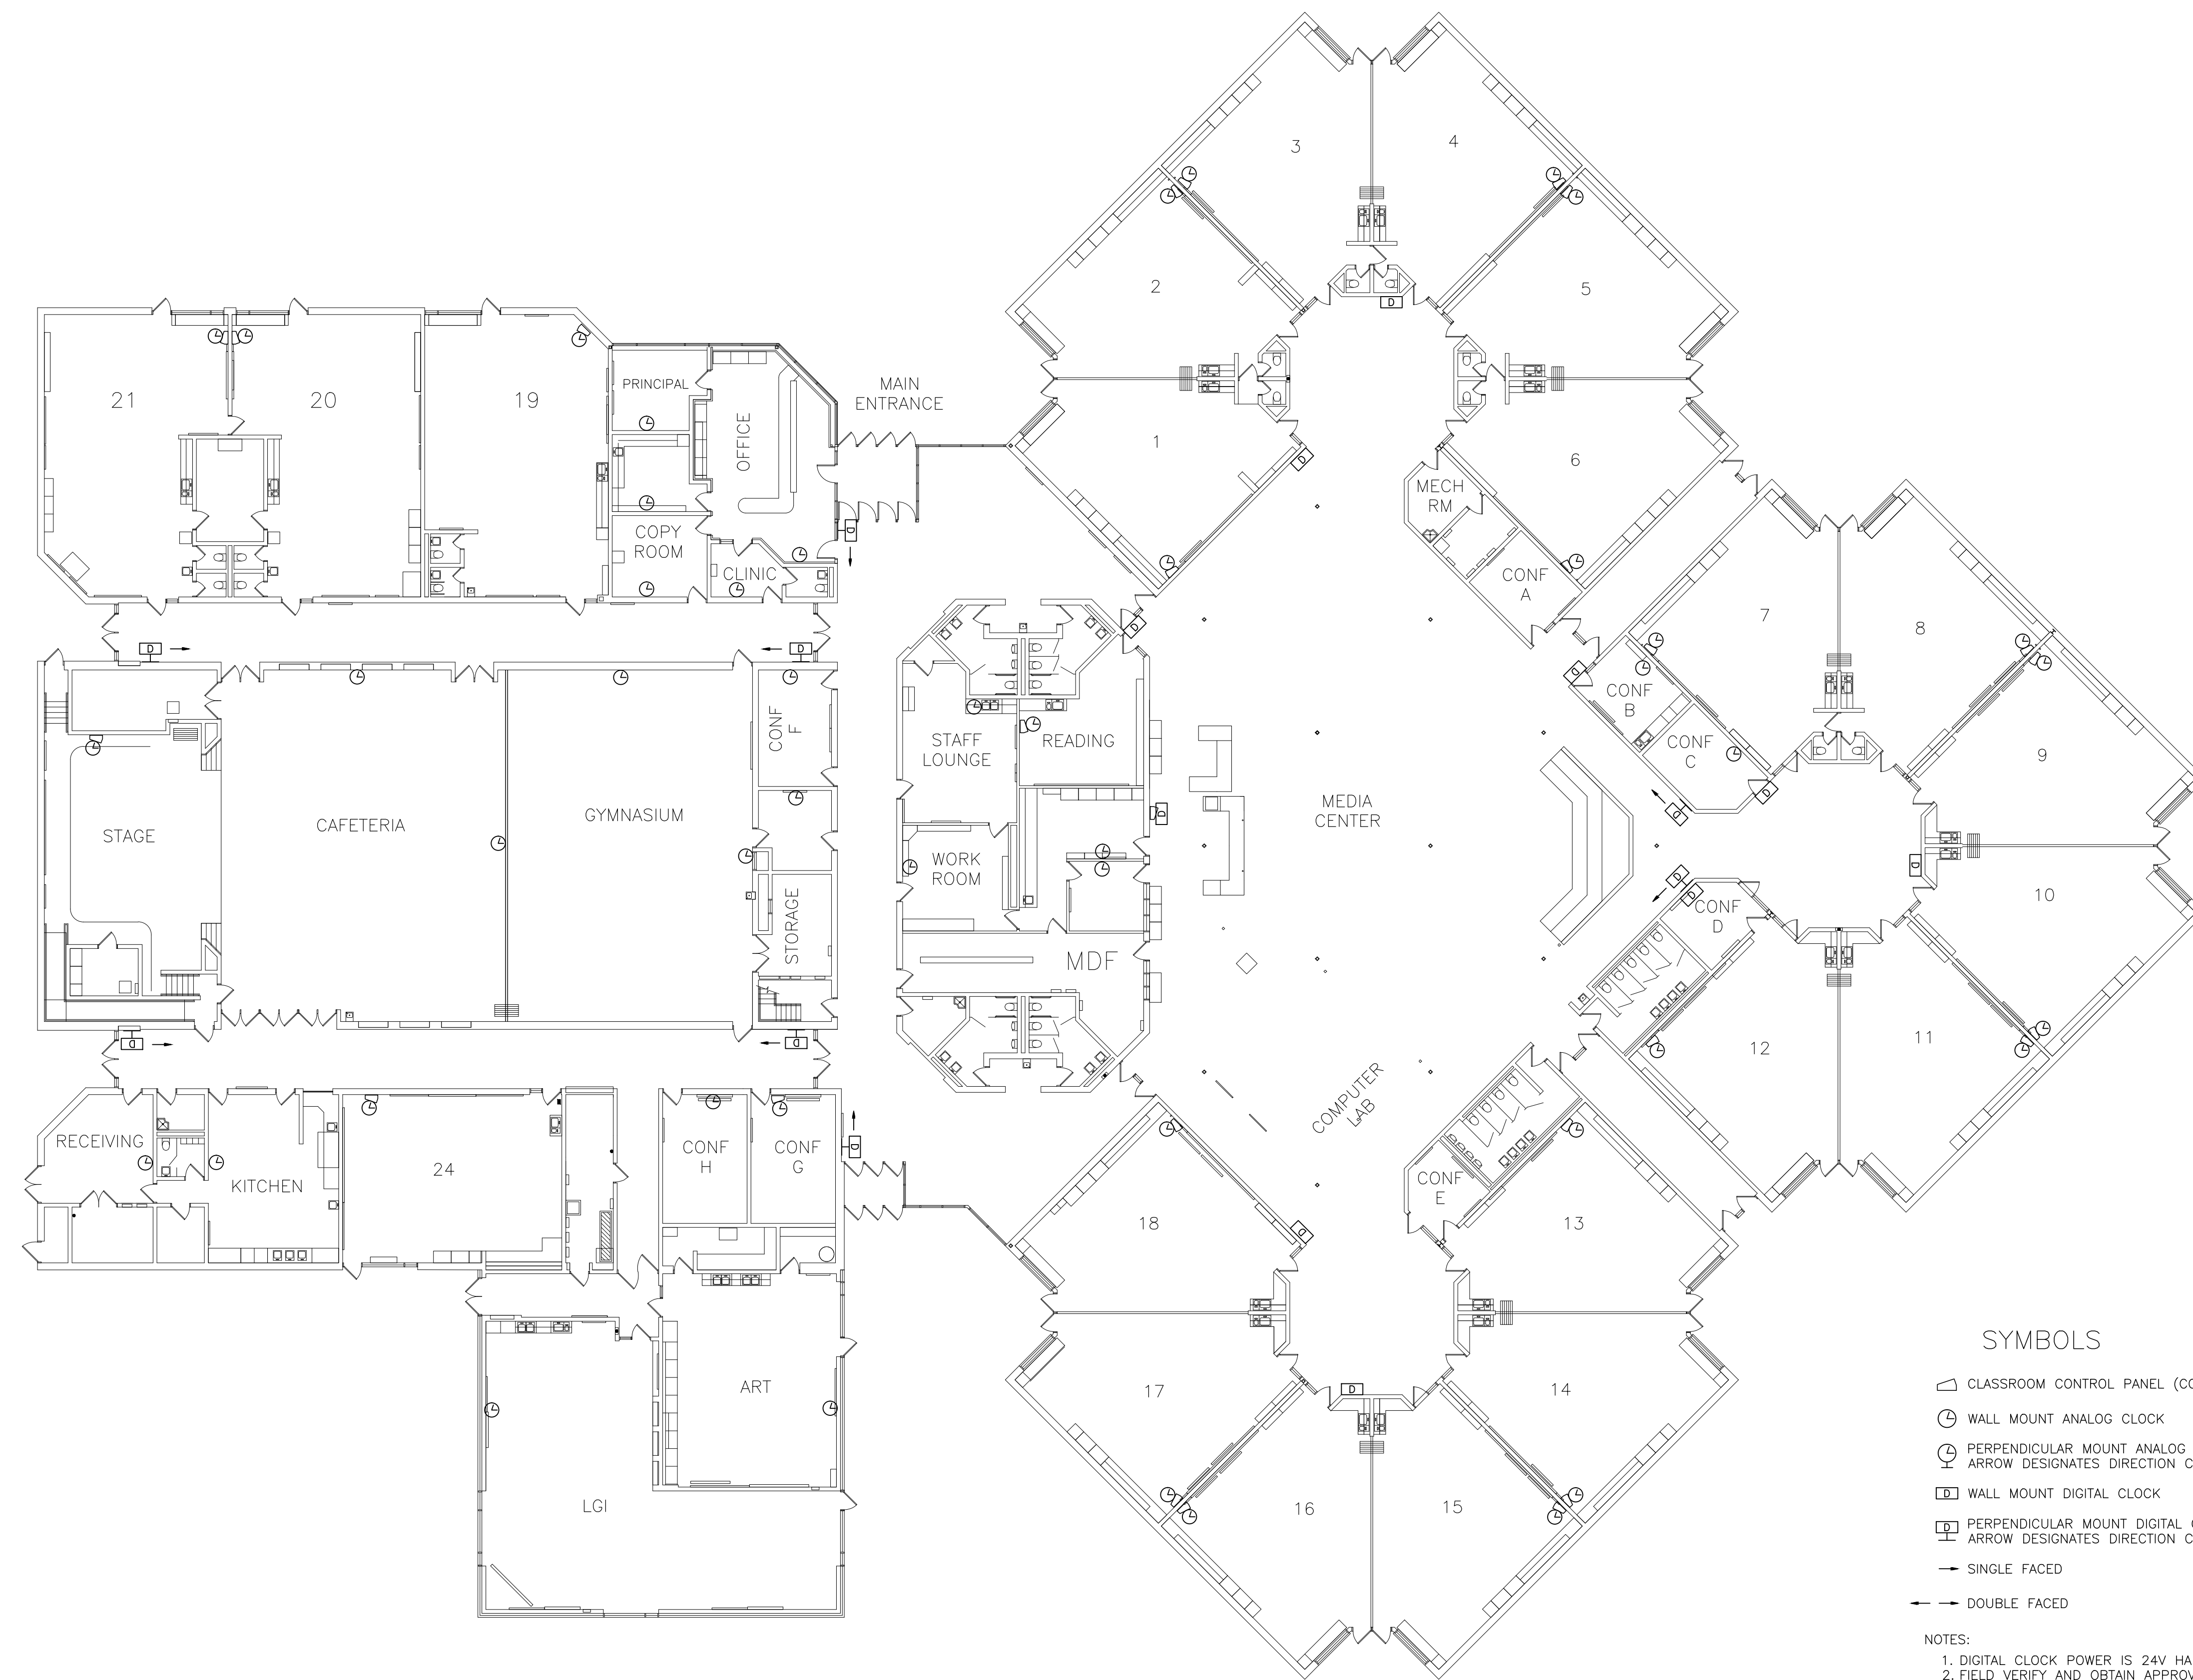 3
4
2
5
21
20
19
PRINCIPAL
OFFICE
MAIN
ENTRANCE
1
6
MECH
RM
COPY
ROOM
CLINIC
CONF
A
7
8
CONF
B
CONF
C
CONF
F
STAFF
LOUNGE
READING
9
STAGE
CAFETERIA
GYMNASIUM
MEDIA
CENTER
WORK
ROOM
10
STORAGE
CONF
D
MDF
12
11
COMPUTER
LAB
RECEIVING
KITCHEN
24
CONF
H
CONF
G
CONF
E
18
13
17
14
ART
LGI
16
15
SYMBOLS
CLASSROOM CONTROL PANEL
WALL MOUNT ANALOG CLOCK
PERPENDICULAR MOUNT ANALOG
ARROW DESIGNATES DIRECTION
D WALL MOUNT DIGITAL CLOCK
D PERPENDICULAR MOUNT DIGITAL
ARROW DESIGNATES DIRECTION
SINGLE FACED
DOUBLE FACED
NOTES:
1. DIGITAL CLOCK POWER IS 24V
2. FIELD VERIFY AND OBTAIN